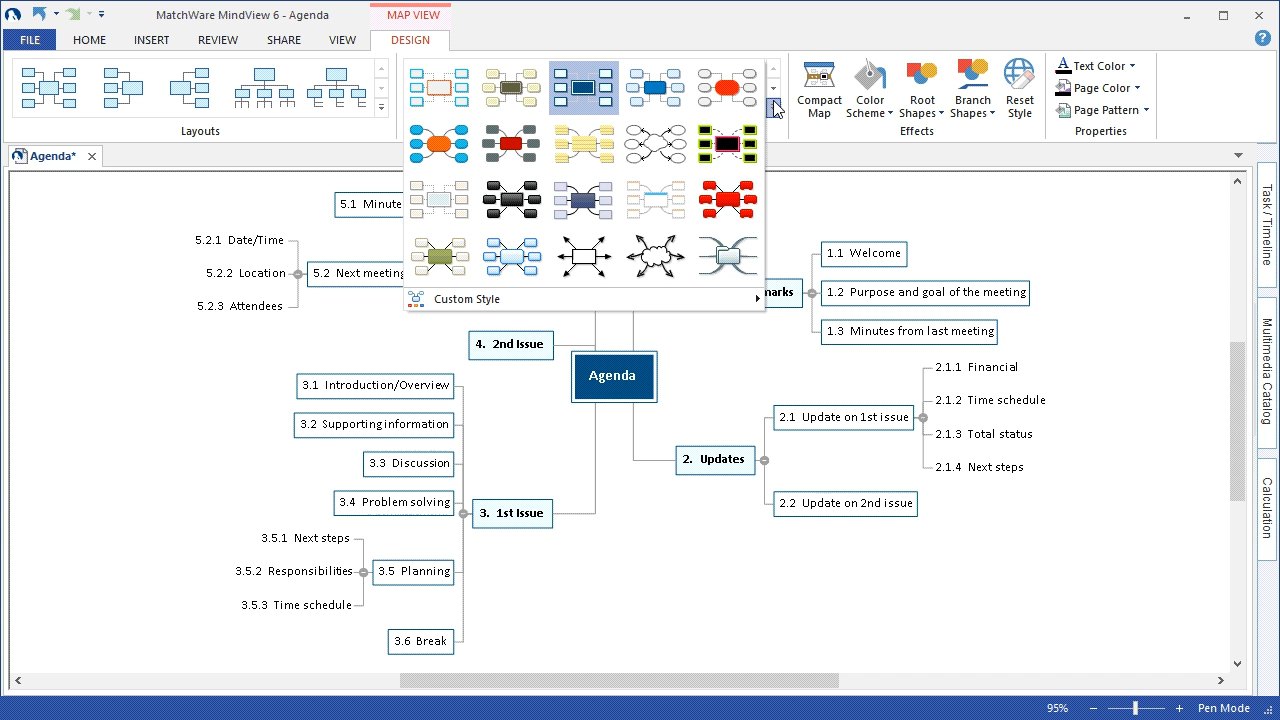 MatchWare MindView 6 - Agenda
MAP VIEW
FILE HOME INSERT REVIEW SHARE VIEW DESIGN
Layouts
Compact Map
Color Scheme
Root Shapes
Branch Shapes
Reset Style
Effects
Text Color
Page Color
Page Pattern
Properties
Agenda*
Custom Style
5.1 Minute
5.2.1 Date/Time
5.2.2 Location
5.2.3 Attendees
5.2 Next meeting
marks
1.1 Welcome
1.2 Purpose and goal of the meeting
1.3 Minutes from last meeting
4. 2nd Issue
Agenda
3.1 Introduction/Overview
3.2 Supporting information
3.3 Discussion
3.4 Problem solving
3. 1st Issue
3.5.1 Next steps
3.5.2 Responsibilities
3.5.3 Time schedule
3.5 Planning
3.6 Break
2. Updates
2.1 Update on 1st issue
2.1.1 Financial
2.1.2 Time schedule
2.1.3 Total status
2.1.4 Next steps
2.2 Update on 2nd issue
Task / Timeline
Multimedia Catalog
Calculation
95%
Pen Mode